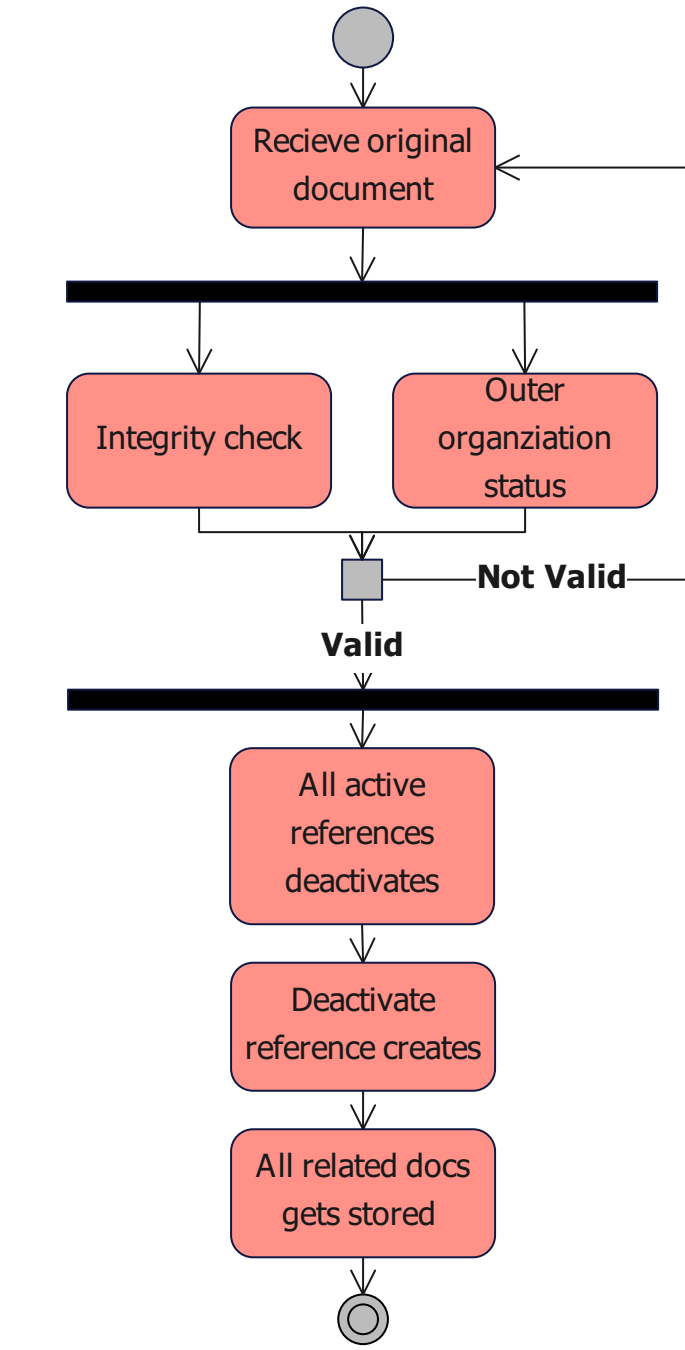 Recieve original
document
Integrity check
Outer
organziation
status
Not Valid
Valid
All active
references
deactivates
Deactivate
reference creates
All related docs
gets stored